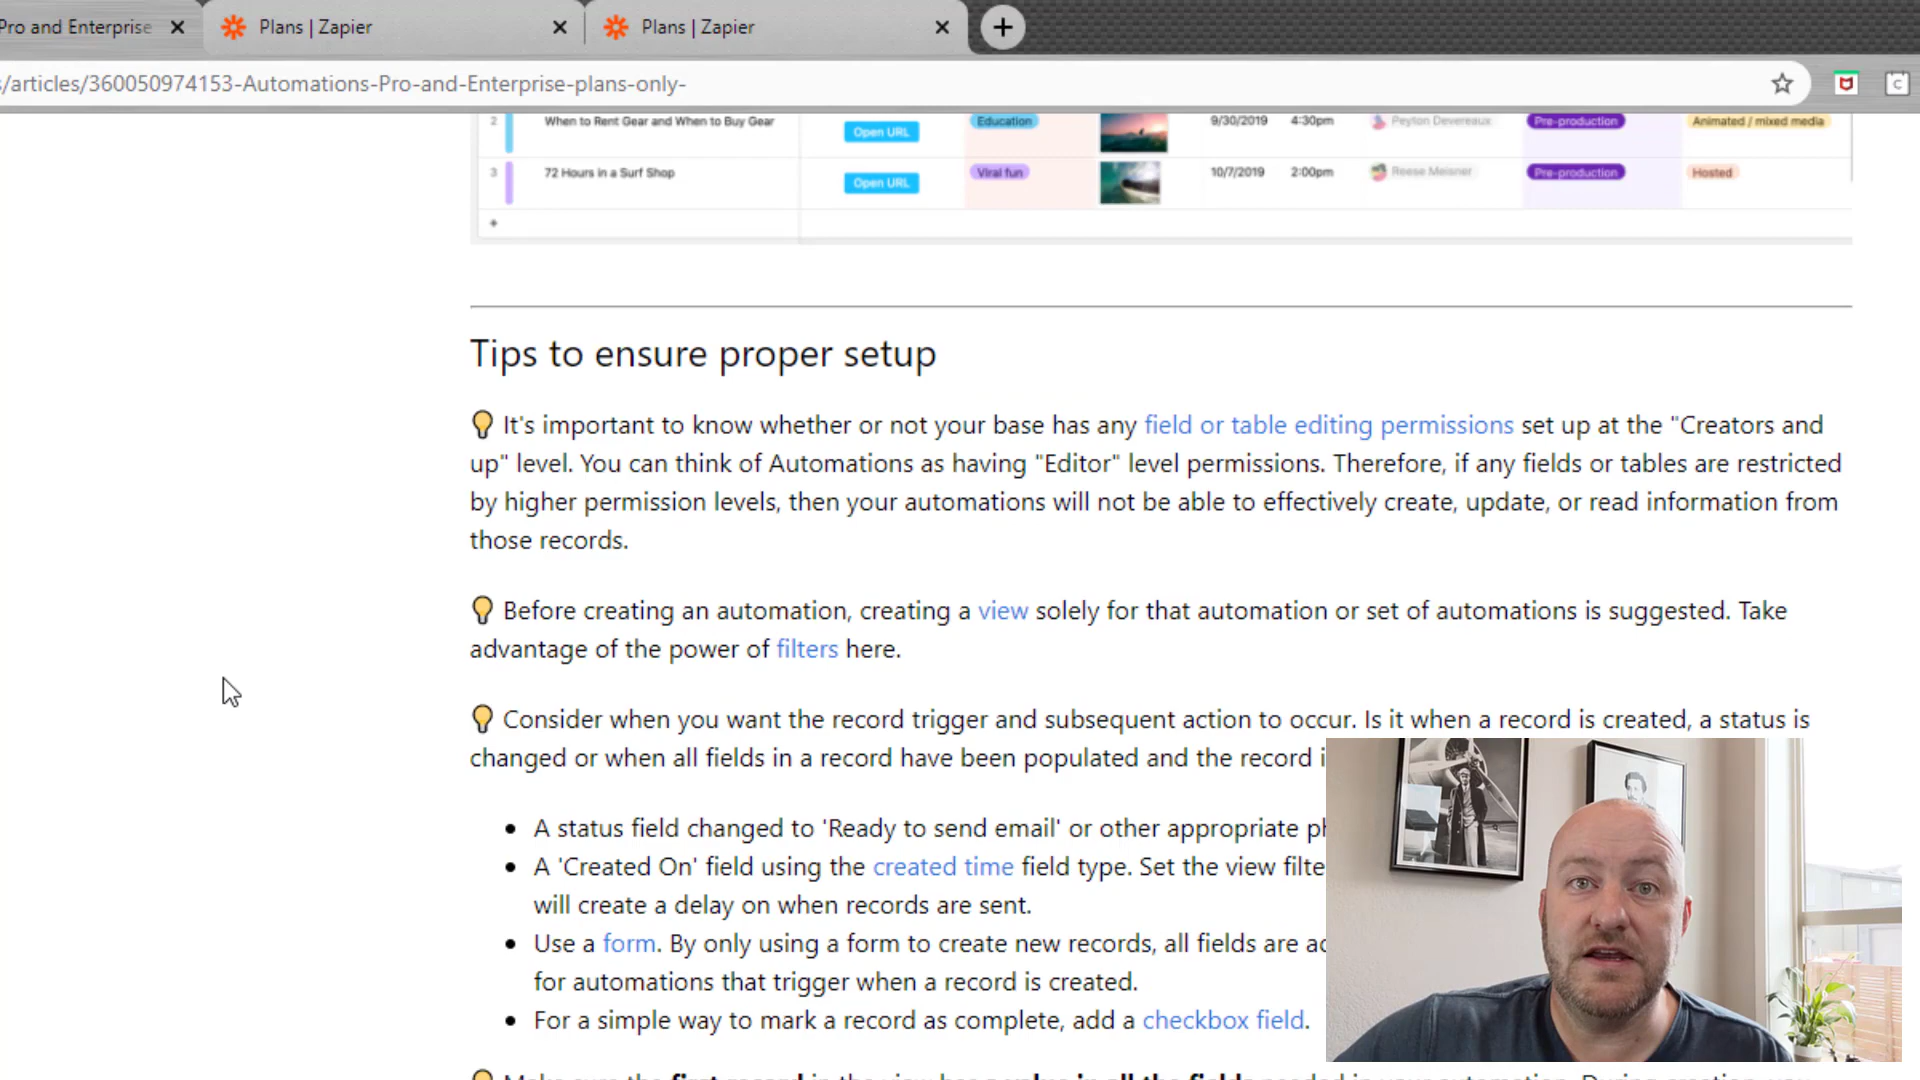 Pro and Enterprise
Plans | Zapier
Plans | Zapier
/articles/360050974153-Automations-Pro-and-Enterprise-plans-only-
2 When to Rent Gear and When to Buy Gear Open URL Education 9/30/2019 4:30pm Peyton Devereaux Pre-production Animated / mixed media
3 72 Hours in a Surf Shop Open URL Viral fun 10/7/2019 2:00pm Reese Meisner Pre-production Hosted
+
Tips to ensure proper setup
It's important to know whether or not your base has any field or table editing permissions set up at the "Creators and
up" level. You can think of Automations as having "Editor" level permissions. Therefore, if any fields or tables are restricted
by higher permission levels, then your automations will not be able to effectively create, update, or read information from
those records.
Before creating an automation, creating a view solely for that automation or set of automations is suggested. Take
advantage of the power of filters here.
Consider when you want the record trigger and subsequent action to occur. Is it when a record is created, a status is
changed or when all fields in a record have been populated and the record i
• A status field changed to 'Ready to send email' or other appropriate ph
• A 'Created On' field using the created time field type. Set the view filte
will create a delay on when records are sent.
• Use a form. By only using a form to create new records, all fields are ac
for automations that trigger when a record is created.
• For a simple way to mark a record as complete, add a checkbox field.